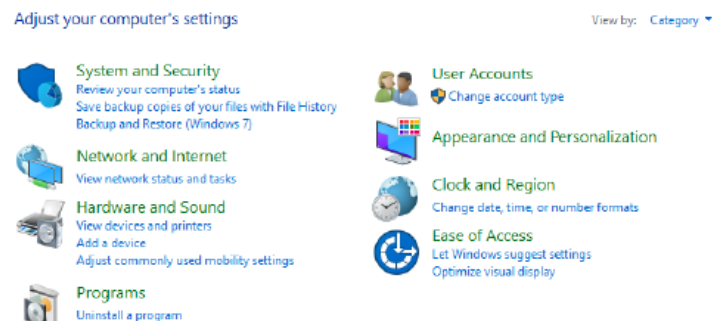 Adjust your computer's settings
View by: Category
System and Security
Review your computer's status
Save backup copies of your files with File History
Backup and Restore (Windows 7)
Network and Internet
View network status and tasks
Hardware and Sound
View devices and printers
Add a device
Adjust commonly used mobility settings
Programs
Uninstall a program
User Accounts
Change account type
Appearance and Personalization
Clock and Region
Change date, time, or number formats
Ease of Access
Let Windows suggest settings
Optimize visual display